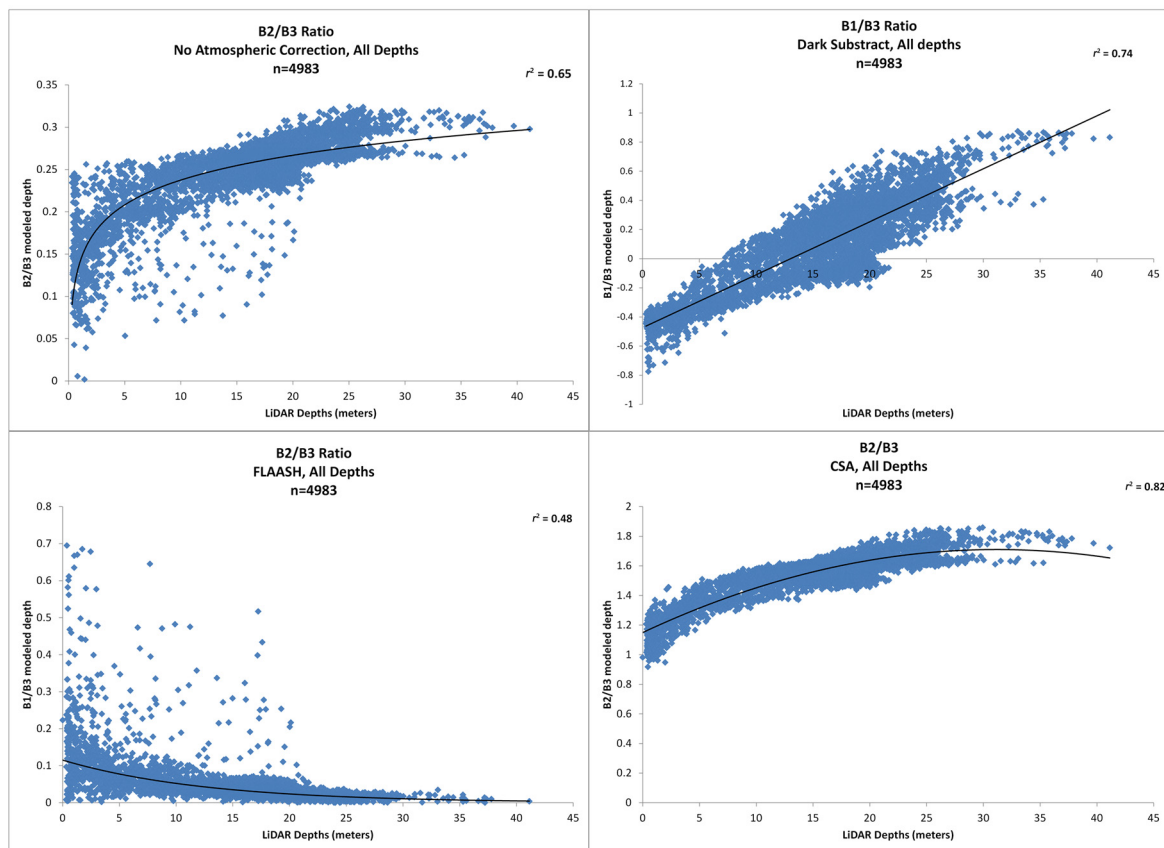 B2/B3 Ratio
No Atmospheric Correction, All Depths
n=4983
r² = 0.65
0.35
0.3
0.25
0.2
0.15
0.1
0.05
0
B2/B3 modeled depth
0 5 10 15 20 25 30 35 40 45
LiDAR Depths (meters)
B1/B3 Ratio
Dark Substract, All depths
n=4983
r² = 0.74
1.2
1
0.8
0.6
0.4
0.2
0
-0.2
-0.4
-0.6
-0.8
-1
B1/B3 modeled depth
0 5 10 15 20 25 30 35 40 45
LiDAR Depths (meters)
B2/B3 Ratio
FLAASH, All Depths
n=4983
r² = 0.48
0.8
0.7
0.6
0.5
0.4
0.3
0.2
0.1
0
B1/B3 modeled depth
0 5 10 15 20 25 30 35 40 45
LiDAR Depths (meters)
B2/B3
CSA, All Depths
n=4983
r² = 0.82
2
1.8
1.6
1.4
1.2
1
0.8
0.6
0.4
0.2
0
B2/B3 modeled depth
0 5 10 15 20 25 30 35 40 45
LiDAR Depths (meters)